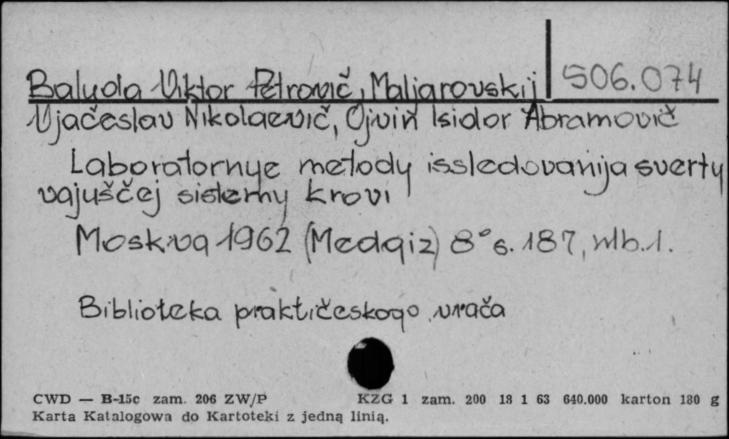 Baluda Viktor Petrovič, Maljarovskij 506.074
Vjačeslav Nikolaevič, Ojvin Isidor Abramovič
Laboratornye metody issledovanija sverty
vajuščej sistemy krovi
Moskva 1962 (Medgiz) 8° s. 187, nlb. 1.
Biblioteka praktičeskogo vrača
CWD — B-15c zam. 206 ZW/P KZG 1 zam. 200 18 1 63 640.000 karton 180 g
Karta Katalogowa do Kartoteki z jedną linią.